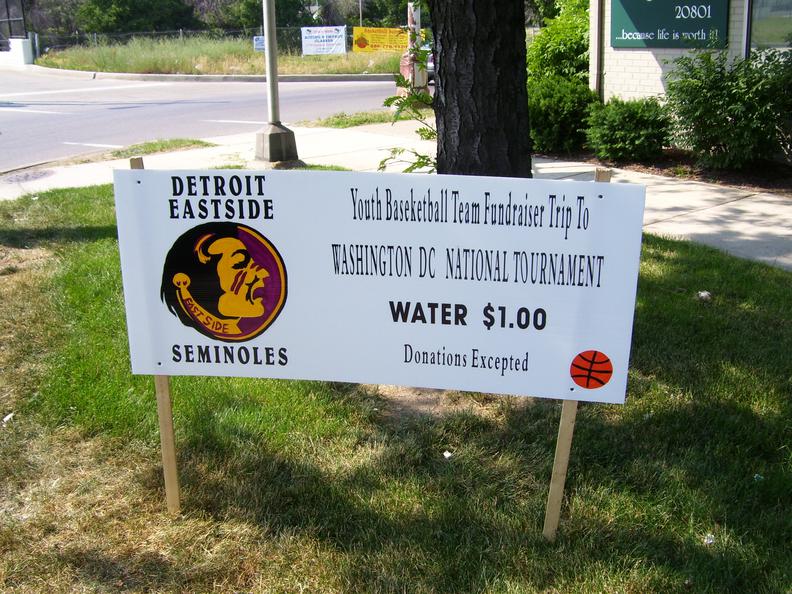 20801
...because life is worth it!
DETROIT
EASTSIDE
EAST SIDE
SEMINOLES
Youth Baseketball Team Fundraiser Trip To
WASHINGTON DC NATIONAL TOURNAMENT
WATER $1.00
Donations Excepted